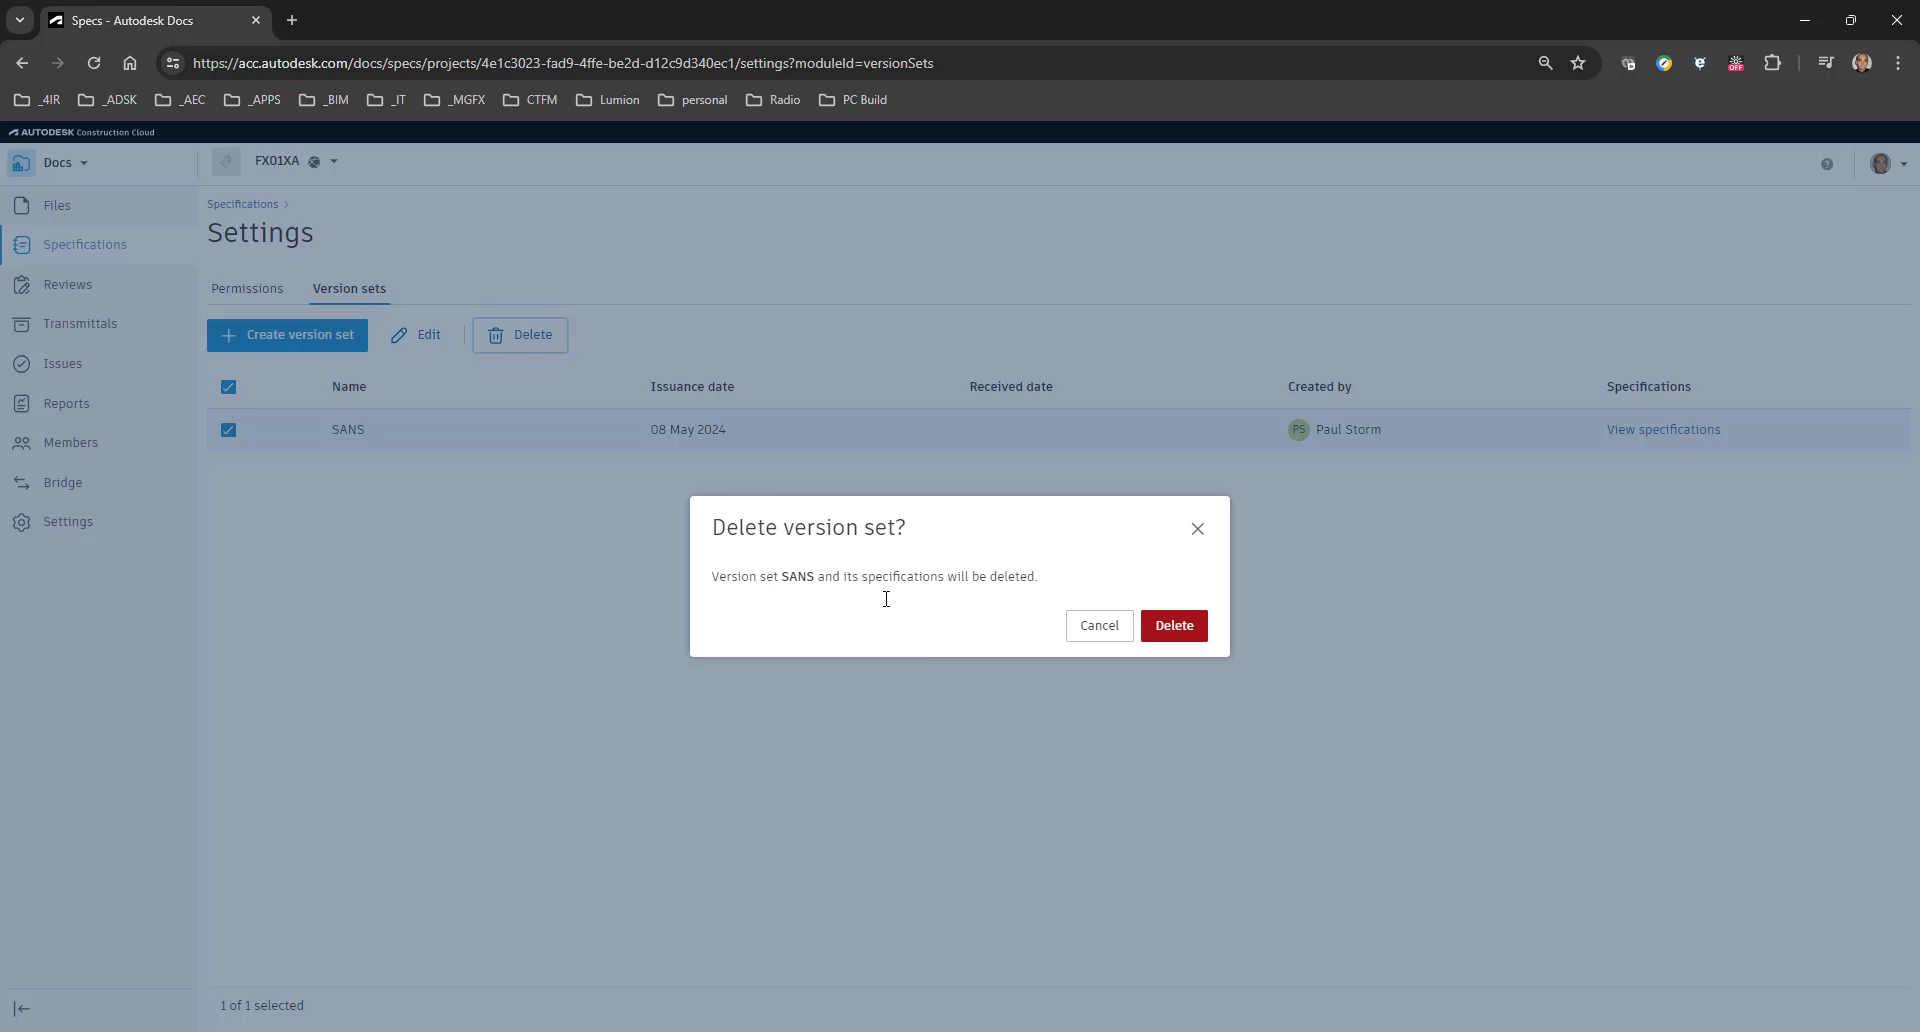 Specs - Autodesk Docs
https://acc.autodesk.com/docs/specs/projects/4e1c3023-fad9-4ffe-be2d-d12c9d340ec1/settings?moduleId=versionSets
OFF
_4IR _ADSK _AEC _APPS _BIM _IT _MGFX CTFM Lumion personal Radio PC Build
AUTODESK Construction Cloud
Docs FX01XA
Files
Specifications
Reviews
Transmittals
Issues
Reports
Members
Bridge
Settings
Specifications >
Settings
Permissions Version sets
Create version set Edit Delete
Name Issuance date Received date Created by Specifications
SANS 08 May 2024 PS Paul Storm View specifications
Delete version set?
Version set SANS and its specifications will be deleted.
Cancel Delete
1 of 1 selected